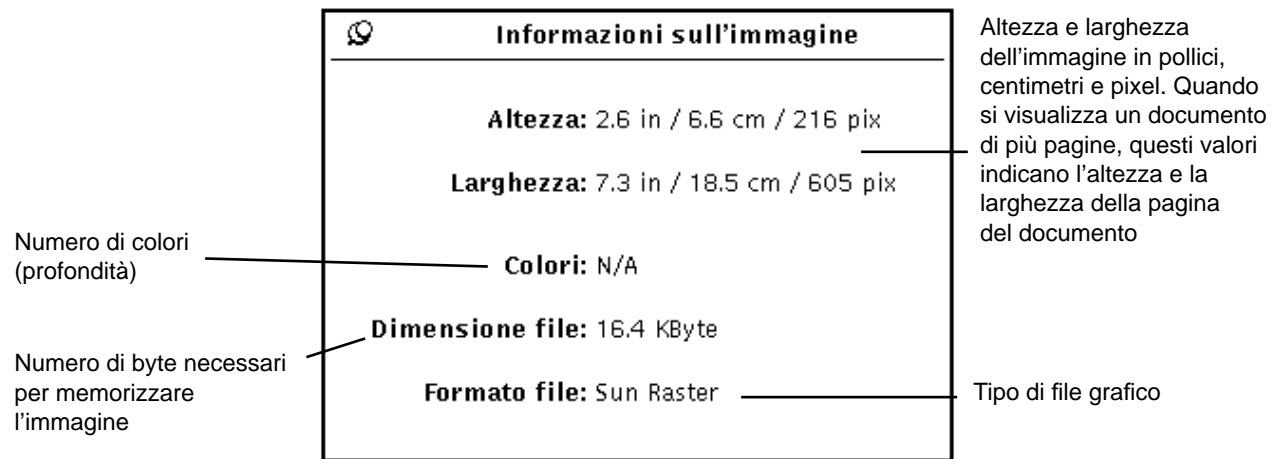 Informazioni sull'immagine
Altezza: 2.6 in / 6.6 cm / 216 pix
Larghezza: 7.3 in / 18.5 cm / 605 pix
Colori: N/A
Dimensione file: 16.4 KByte
Formato file: Sun Raster
Numero di colori
(profondità)
Numero di byte necessari
per memorizzare
l'immagine
Altezza e larghezza
dell'immagine in pollici,
centimetri e pixel. Quando
si visualizza un documento
di più pagine, questi valori
indicano l'altezza e la
larghezza della pagina
del documento
Tipo di file grafico